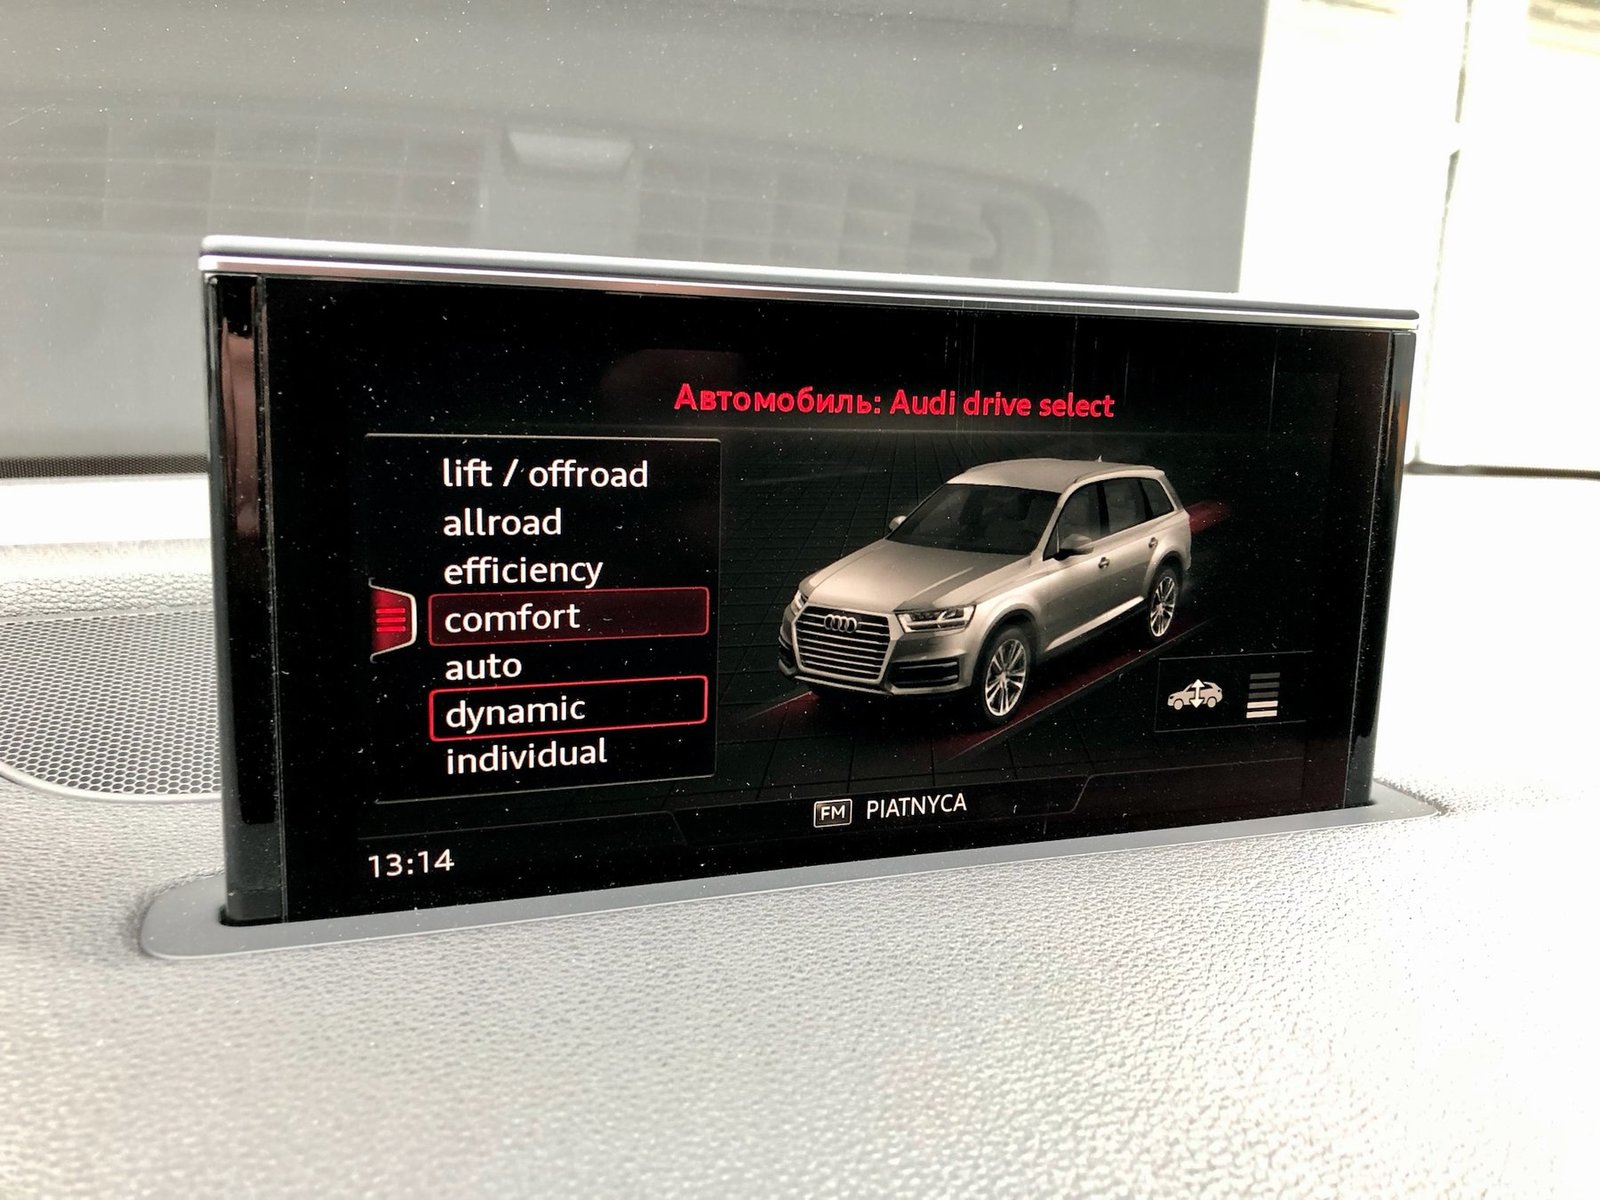 Автомобиль: Audi drive select
lift / offroad
allroad
efficiency
comfort
auto
dynamic
individual
FM PIATNYCA
13:14